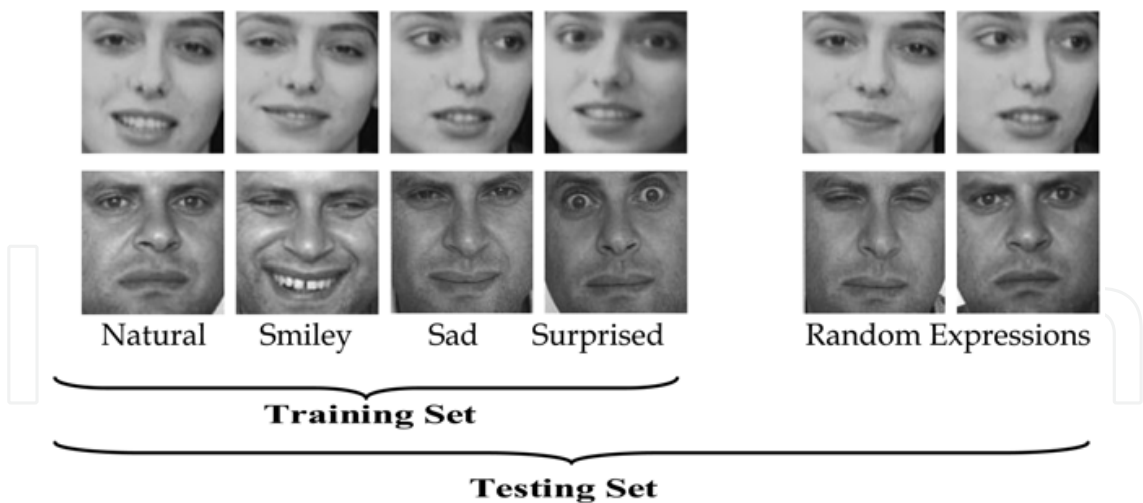 Natural Smiley Sad Surprised Random Expressions
Training Set
Testing Set